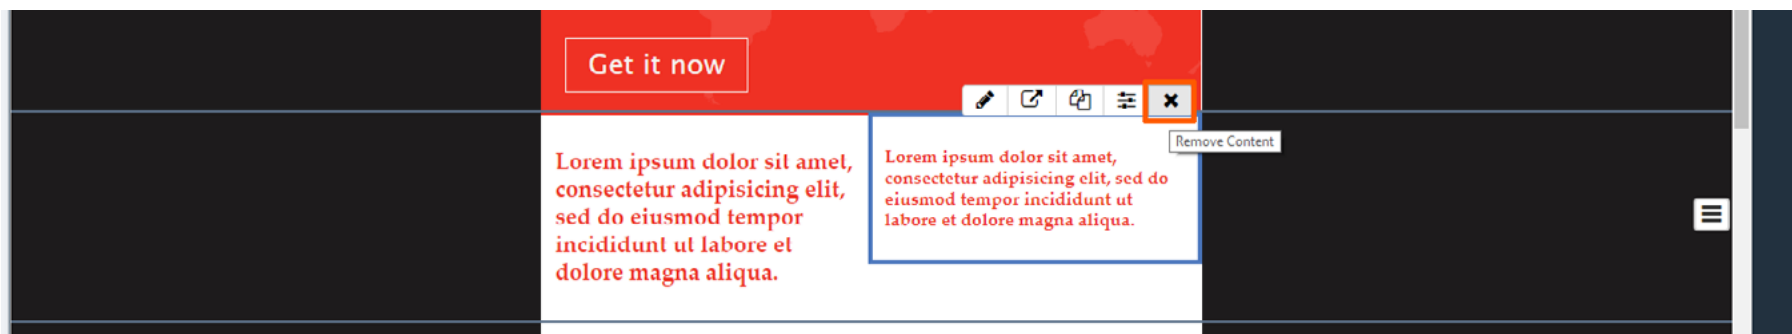 Get it now
Remove Content
Lorem ipsum dolor sit amet,
consectetur adipisicing elit,
sed do eiusmod tempor
incididunt ut labore et
dolore magna aliqua.
Lorem ipsum dolor sit amet,
consectetur adipisicing elit, sed do
eiusmod tempor incididunt ut
labore et dolore magna aliqua.